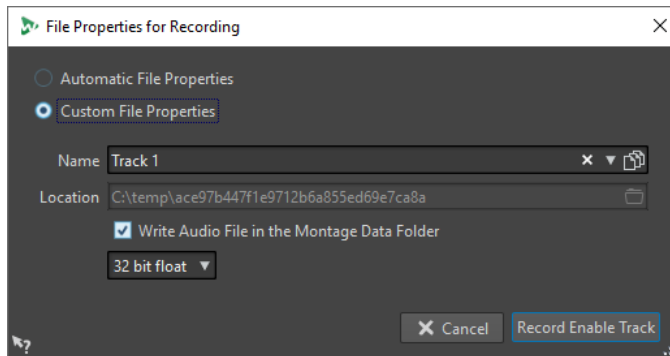 File Properties for Recording
Automatic File Properties
Custom File Properties
Name Track 1
Location C:\temp\ace97b447f1e9712b6a855ed69e7ca8a
Write Audio File in the Montage Data Folder
32 bit float
Cancel Record Enable Track